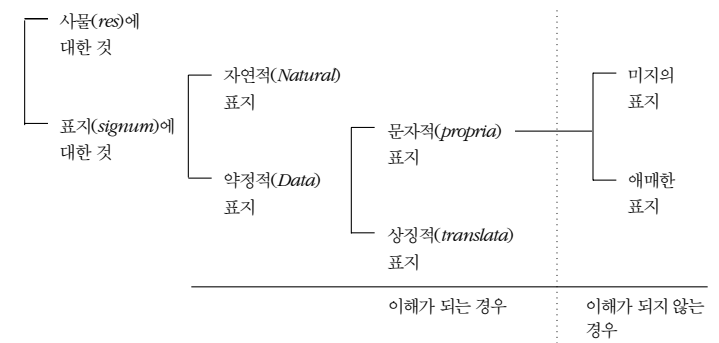 사물(res)에
대한 것
표지(signum)에
대한 것
자연적(Natural)
표지
약정적(Data)
표지
문자적(propria)
표지
상징적(translata)
표지
미지의
표지
애매한
표지
이해가 되는 경우
이해가 되지 않는
경우